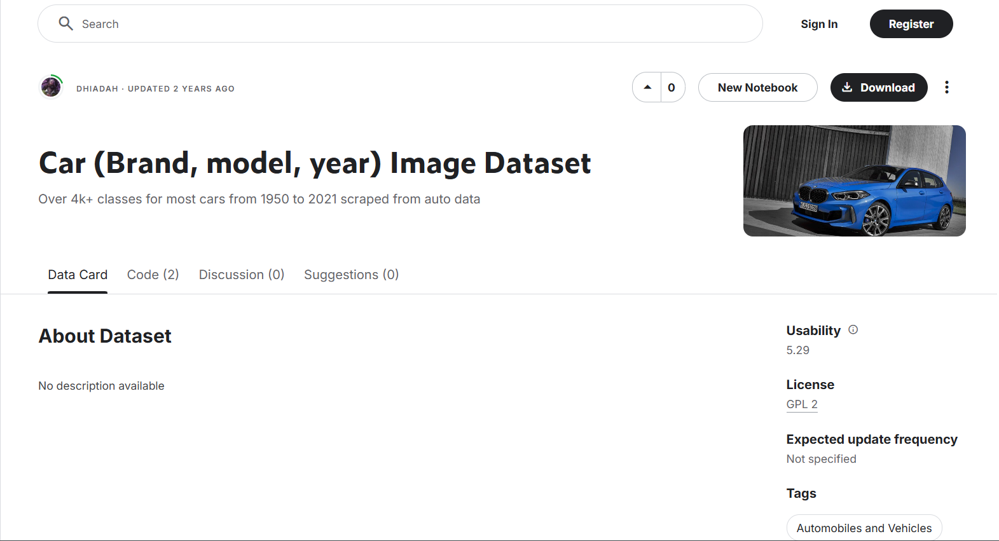 Search
Sign In
Register
DHIADAH · UPDATED 2 YEARS AGO
0
New Notebook
Download
Car (Brand, model, year) Image Dataset
Over 4k+ classes for most cars from 1950 to 2021 scraped from auto data
Data Card
Code (2)
Discussion (0)
Suggestions (0)
About Dataset
No description available
Usability
5.29
License
GPL 2
Expected update frequency
Not specified
Tags
Automobiles and Vehicles